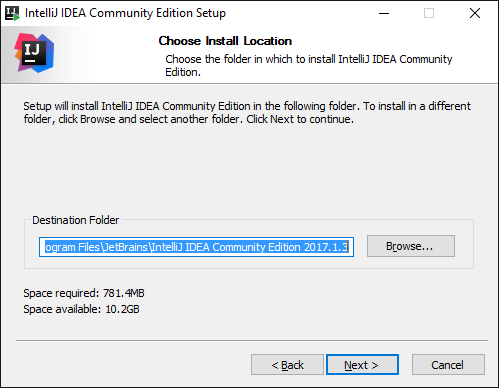 IntelliJ IDEA Community Edition Setup
IJ
Choose Install Location
Choose the folder in which to install IntelliJ IDEA Community
Edition.
Setup will install IntelliJ IDEA Community Edition in the following folder. To install in a different
folder, click Browse and select another folder. Click Next to continue.
Destination Folder
ogram Files\JetBrains\IntelliJ IDEA Community Edition 2017.1.3
Browse...
Space required: 781.4MB
Space available: 10.2GB
< Back
Next >
Cancel